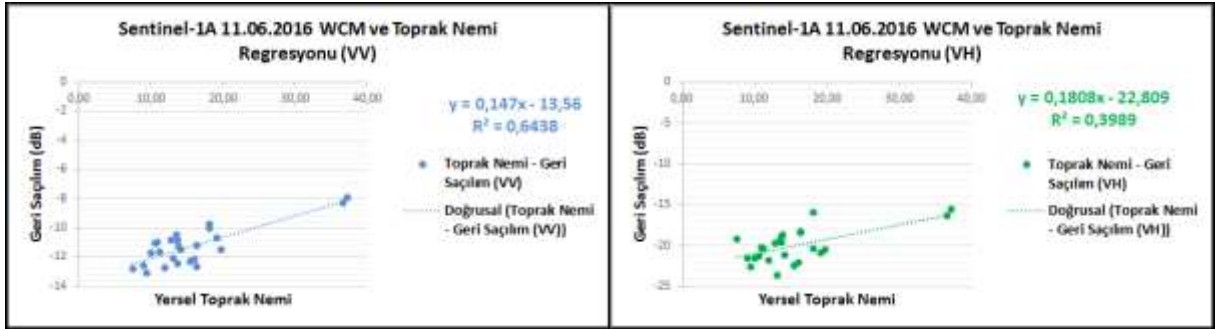 Sentinel-1A 11.06.2016 WCM ve Toprak Nemi
Regresyonu (VV)
0
0,00 10,00 20,00 30,00 40,00
-2
-4
-6
-8
-10
-12
-14
Geri Saçılım (dB)
Yersel Toprak Nemi
y = 0,147x - 13,56
R² = 0,6438
Toprak Nemi - Geri
Saçılım (VV)
Doğrusal (Toprak Nemi
- Geri Saçılım (VV))
Sentinel-1A 11.06.2016 WCM ve Toprak Nemi
Regresyonu (VH)
0
0,00 10,00 20,00 30,00 40,00
-5
-10
-15
-20
-25
Geri Saçılım (dB)
Yersel Toprak Nemi
y = 0,1808x - 22,809
R² = 0,3989
Toprak Nemi - Geri
Saçılım (VH)
Doğrusal (Toprak Nemi
- Geri Saçılım (VH))